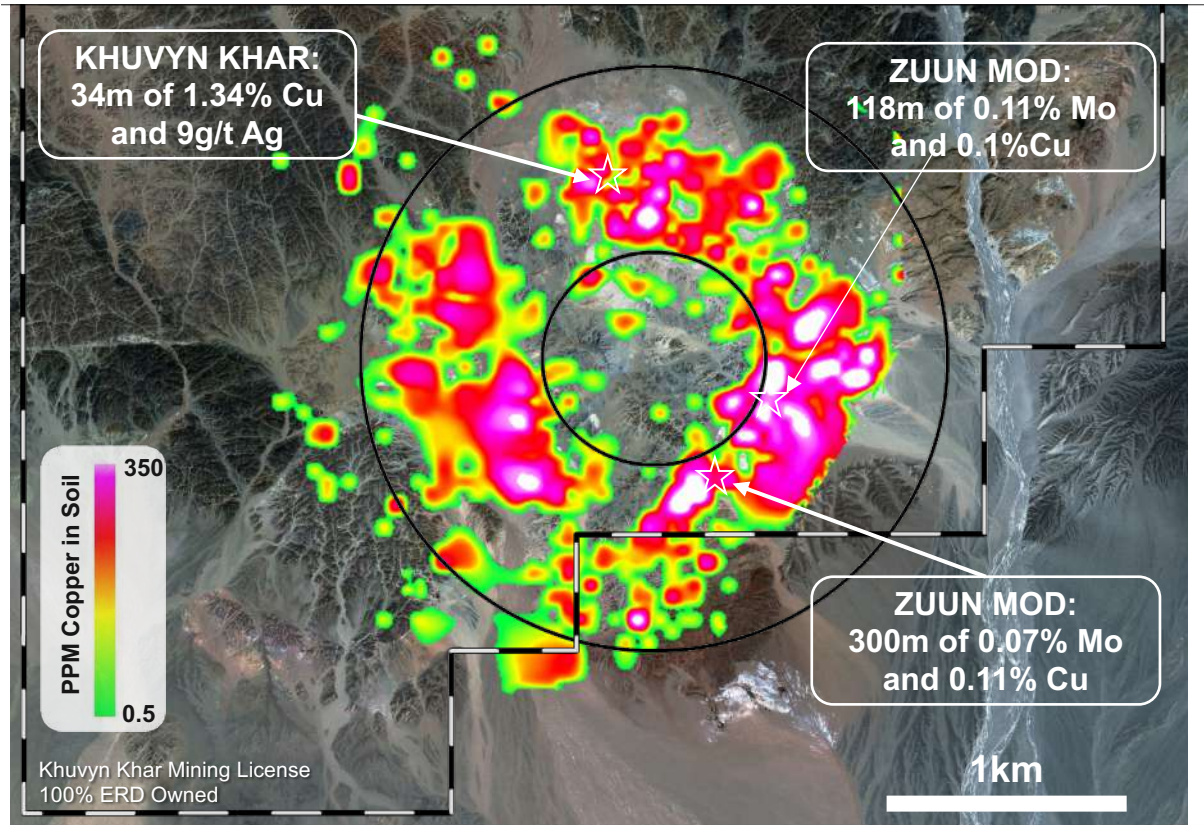 KHUVYN KHAR:
34m of 1.34% Cu
and 9g/t Ag
ZUUN MOD:
118m of 0.11% Mo
and 0.1%Cu
350
PPM Copper in Soil
0.5
ZUUN MOD:
300m of 0.07% Mo
and 0.11% Cu
Khuvyn Khar Mining License
100% ERD Owned
1km